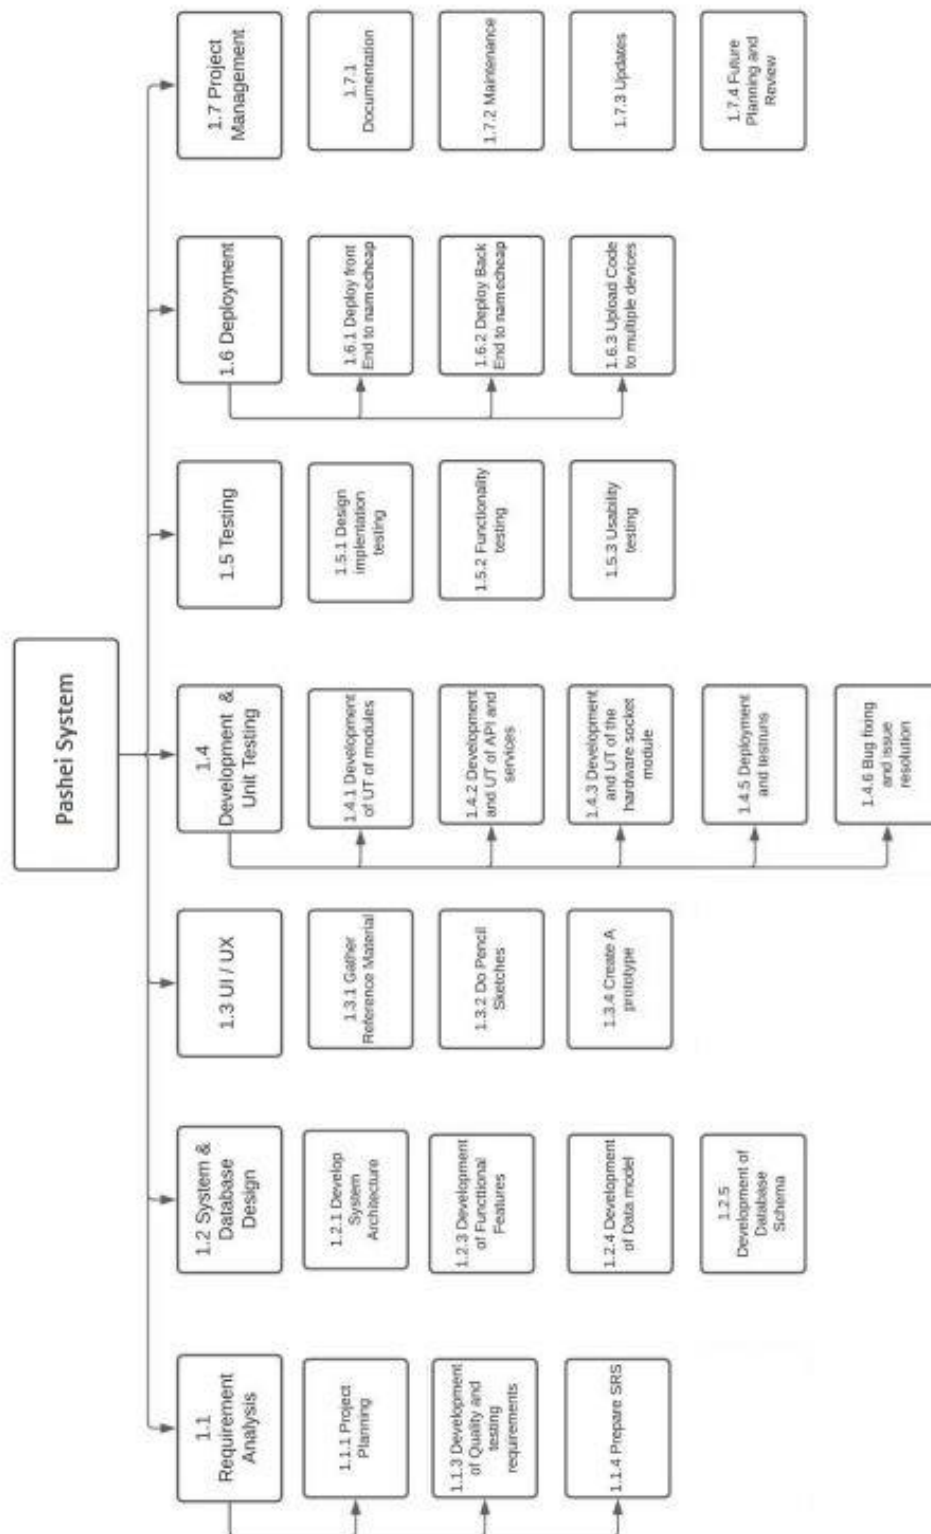 Pashei System
1.1
Requirement
Analysis
1.1.1 Project
Planning
1.1.3 Development
of Quality and
testing
requirements
1.1.4 Prepare SRS
1.2 System &
Database
Design
1.2.1 Develop
System
Architecture
1.2.3 Development
of Functional
Features
1.2.4 Development
of Data model
1.2.5
Development of
Database
Schema
1.3 UI / UX
1.3.1 Gather
Reference Material
1.3.2 Do Pencil
Sketches
1.3.4 Create A
prototype
1.4
Development &
Unit Testing
1.4.1 Development
of UT of modules
1.4.2 Development
and UT of API and
services
1.4.3 Development
and UT of the
hardware socket
module
1.4.5 Deployment
and testruns
1.4.6 Bug fixing
and issue
resolution
1.5 Testing
1.5.1 Design
implentation
testing
1.5.2 Functionality
testing
1.5.3 Usability
testing
1.6 Deployment
1.6.1 Deploy front
End to namecheap
1.6.2 Deploy Back
End to namecheap
1.6.3 Upload Code
to multiple devices
1.7 Project
Management
1.7.1
Documentation
1.7.2 Maintenance
1.7.3 Updates
1.7.4 Future
Planning and
Review